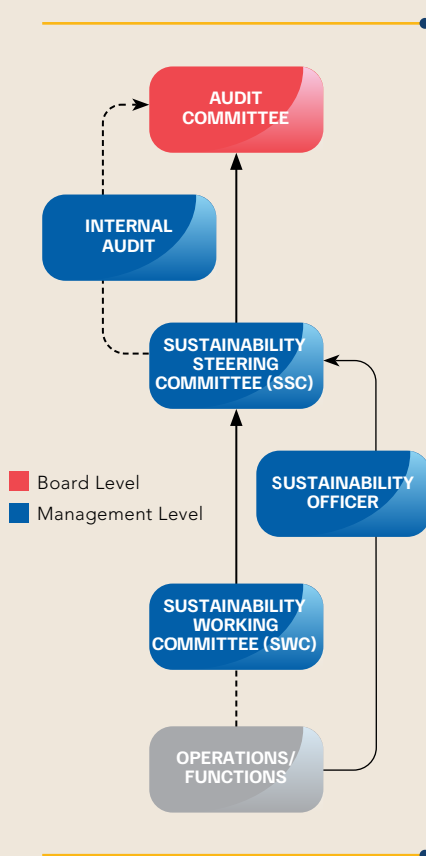 AUDIT
COMMITTEE
INTERNAL
AUDIT
SUSTAINABILITY
STEERING
COMMITTEE (SSC)
Board Level
Management Level
SUSTAINABILITY
OFFICER
SUSTAINABILITY
WORKING
COMMITTEE (SWC)
OPERATIONS/
FUNCTIONS